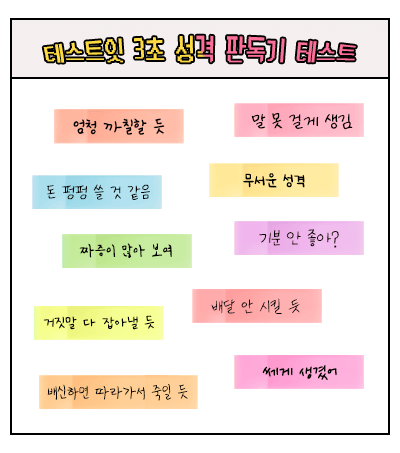 테스트잇 3초 성격 판독기 테스트
엄청 까칠할 듯
말 못 걸게 생김
돈 펑펑 쓸 것 같음
무서운 성격
짜증이 많아 보여
기분 안 좋아?
거짓말 다 잡아낼 듯
배달 안 시킬 듯
배신하면 따라가서 죽일 듯
쎄게 생겼어